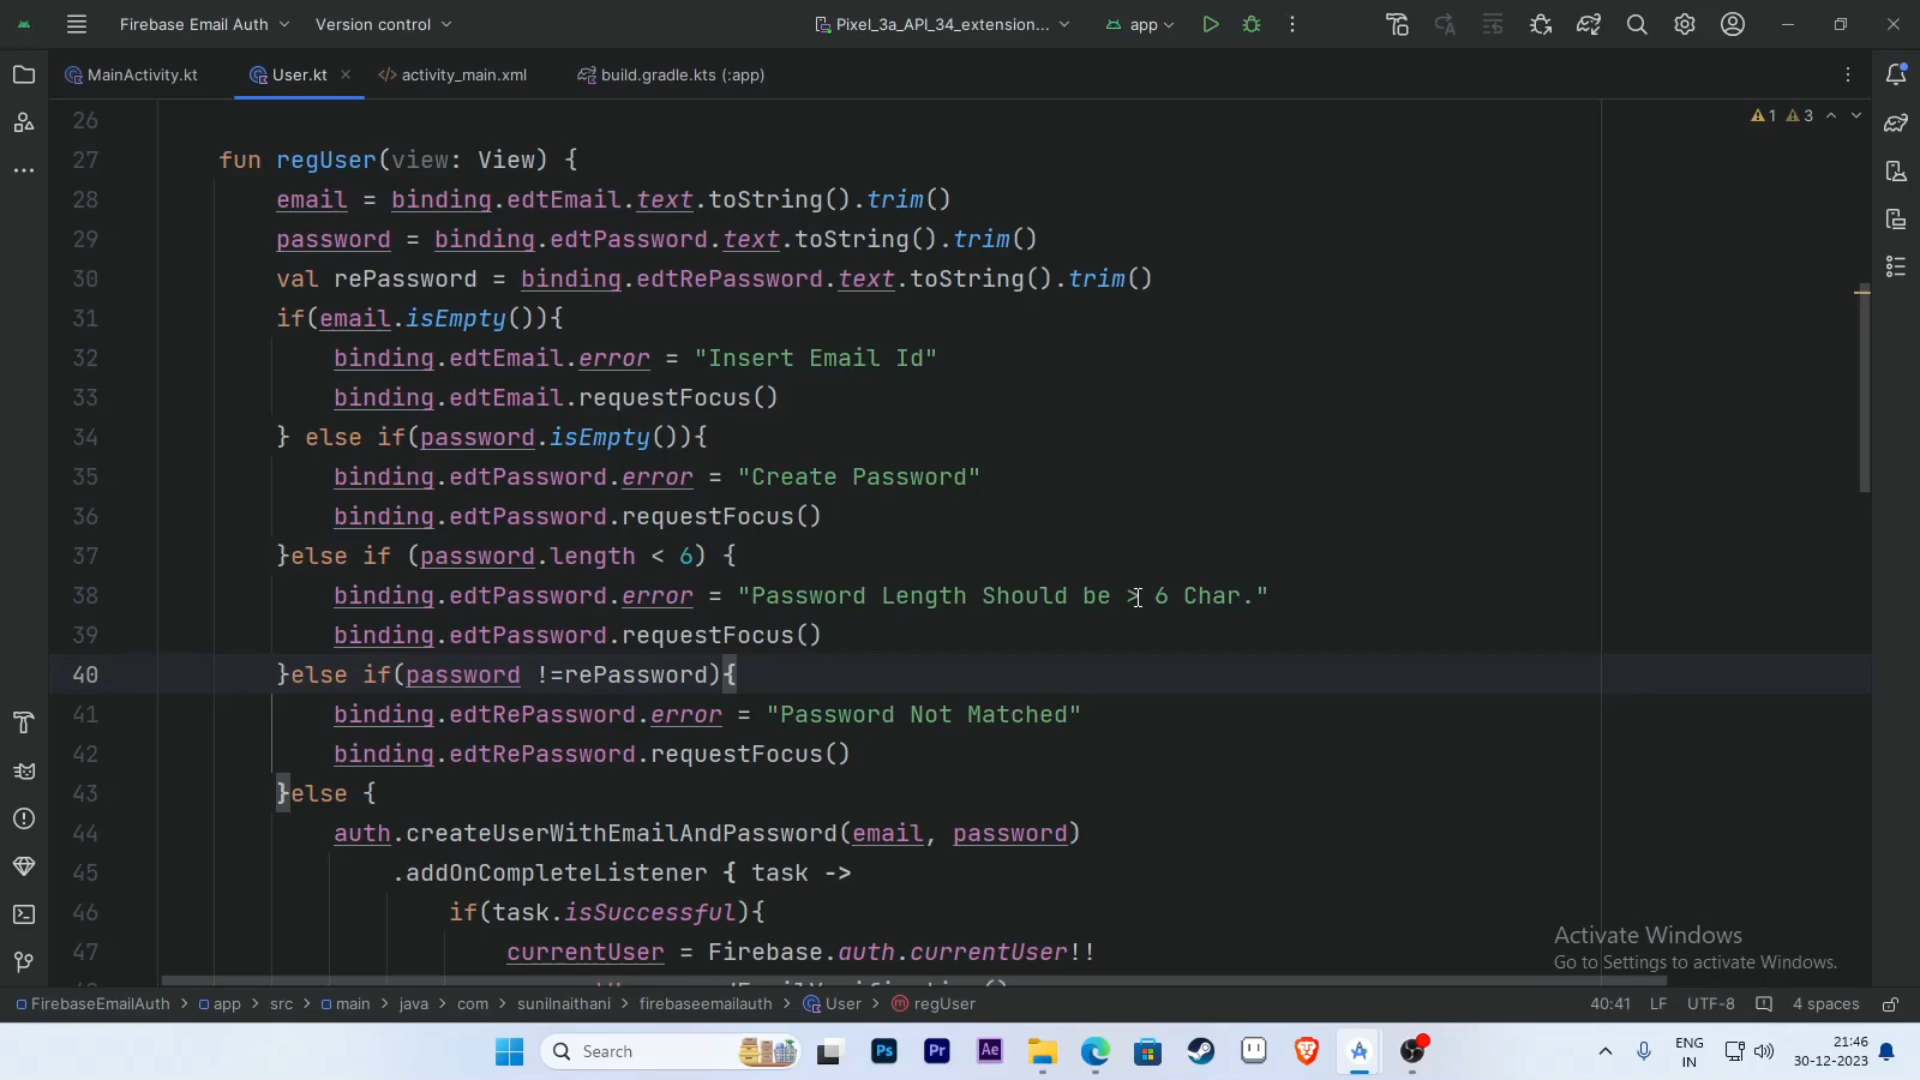 Firebase Email Auth Version control Pixel_3a_API_34_extension... app
MainActivity.kt User.kt activity_main.xml build.gradle.kts (:app)
26 1 3
27 fun regUser(view: View) {
28 email = binding.edtEmail.text.toString().trim()
29 password = binding.edtPassword.text.toString().trim()
30 val rePassword = binding.edtRePassword.text.toString().trim()
31 if(email.isEmpty()){
32 binding.edtEmail.error = "Insert Email Id"
33 binding.edtEmail.requestFocus()
34 } else if(password.isEmpty()){
35 binding.edtPassword.error = "Create Password"
36 binding.edtPassword.requestFocus()
37 }else if (password.length < 6) {
38 binding.edtPassword.error = "Password Length Should be > 6 Char."
39 binding.edtPassword.requestFocus()
40 }else if(password !=rePassword){
41 binding.edtRePassword.error = "Password Not Matched"
42 binding.edtRePassword.requestFocus()
43 }else {
44 auth.createUserWithEmailAndPassword(email, password)
45 .addOnCompleteListener { task ->
46 if(task.isSuccessful){
47 currentUser = Firebase.auth.currentUser!!
Activate Windows
Go to Settings to activate Windows.
FirebaseEmailAuth > app > src > main > java > com > sunilnaithani > firebaseemailauth > User > regUser 40:41 LF UTF-8 4 spaces
Search Ps Pr Ae ENG IN 21:46
30-12-2023